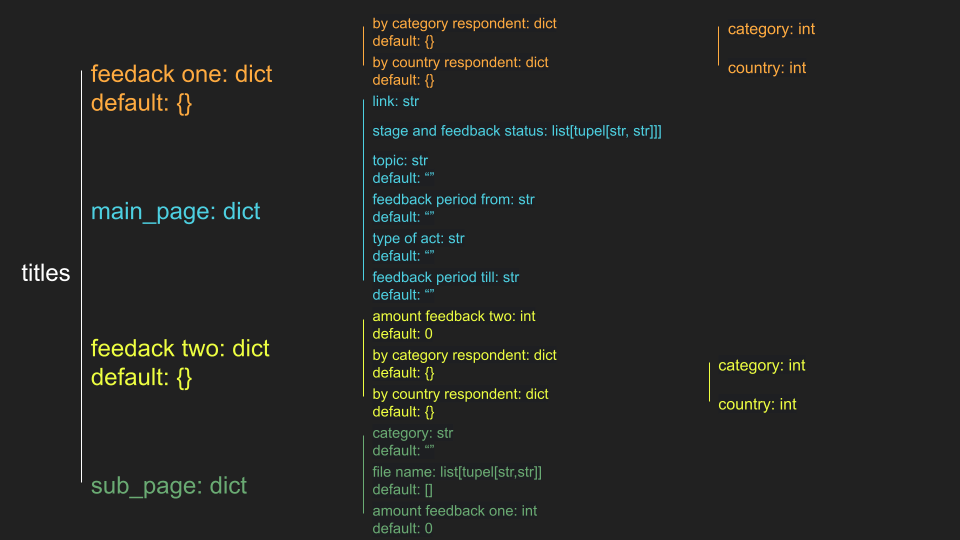 titles
feedack one: dict
default: {}
by category respondent: dict
default: {}
by country respondent: dict
default: {}
category: int
country: int
main_page: dict
link: str
stage and feedback status: list[tupel[str, str]]]
topic: str
default: “”
feedback period from: str
default: “”
type of act: str
default: “”
feedback period till: str
default: “”
feedack two: dict
default: {}
amount feedback two: int
default: 0
by category respondent: dict
default: {}
by country respondent: dict
default: {}
category: int
country: int
sub_page: dict
category: str
default: “”
file name: list[tupel[str,str]]
default: []
amount feedback one: int
default: 0